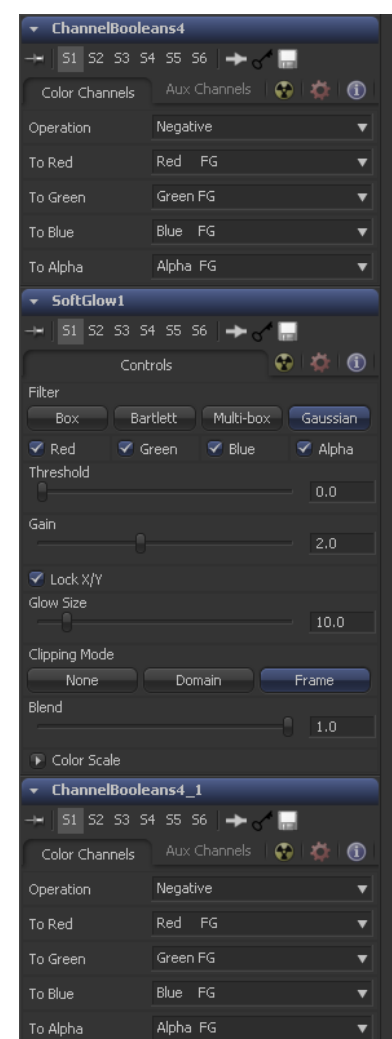 ChannelBooleans4
S1 S2 S3 S4 S5 S6
Color Channels Aux Channels
Operation Negative
To Red Red FG
To Green Green FG
To Blue Blue FG
To Alpha Alpha FG
SoftGlow1
S1 S2 S3 S4 S5 S6
Controls
Filter
Box Bartlett Multi-box Gaussian
Red Green Blue Alpha
Threshold
0.0
Gain
2.0
Lock X/Y
Glow Size
10.0
Clipping Mode
None Domain Frame
Blend
1.0
Color Scale
ChannelBooleans4_1
S1 S2 S3 S4 S5 S6
Color Channels Aux Channels
Operation Negative
To Red Red FG
To Green Green FG
To Blue Blue FG
To Alpha Alpha FG